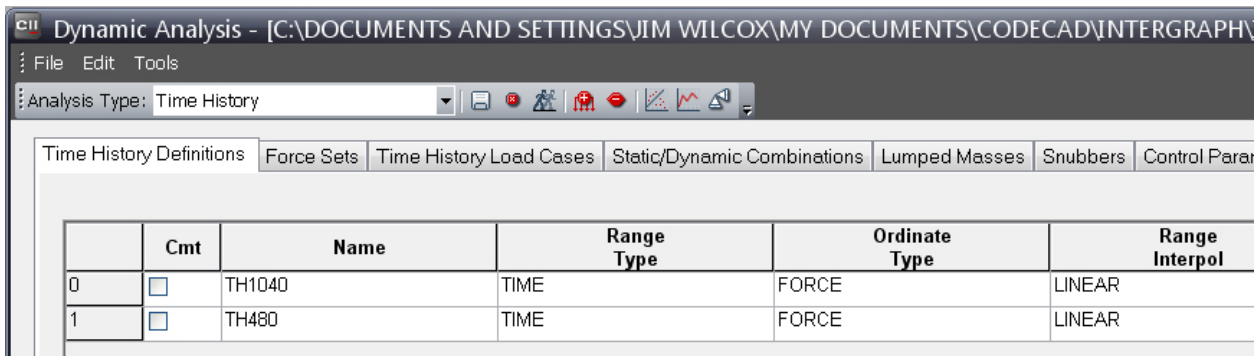 CII Dynamic Analysis - [C:\DOCUMENTS AND SETTINGS\JIM WILCOX\MY DOCUMENTS\CODECAD\INTERGRAPH\
File Edit Tools
Analysis Type: Time History
Time History Definitions Force Sets Time History Load Cases Static/Dynamic Combinations Lumped Masses Snubbers Control Parar
Cmt Name Range Type Ordinate Type Range Interpol
0 TH1040 TIME FORCE LINEAR
1 TH480 TIME FORCE LINEAR